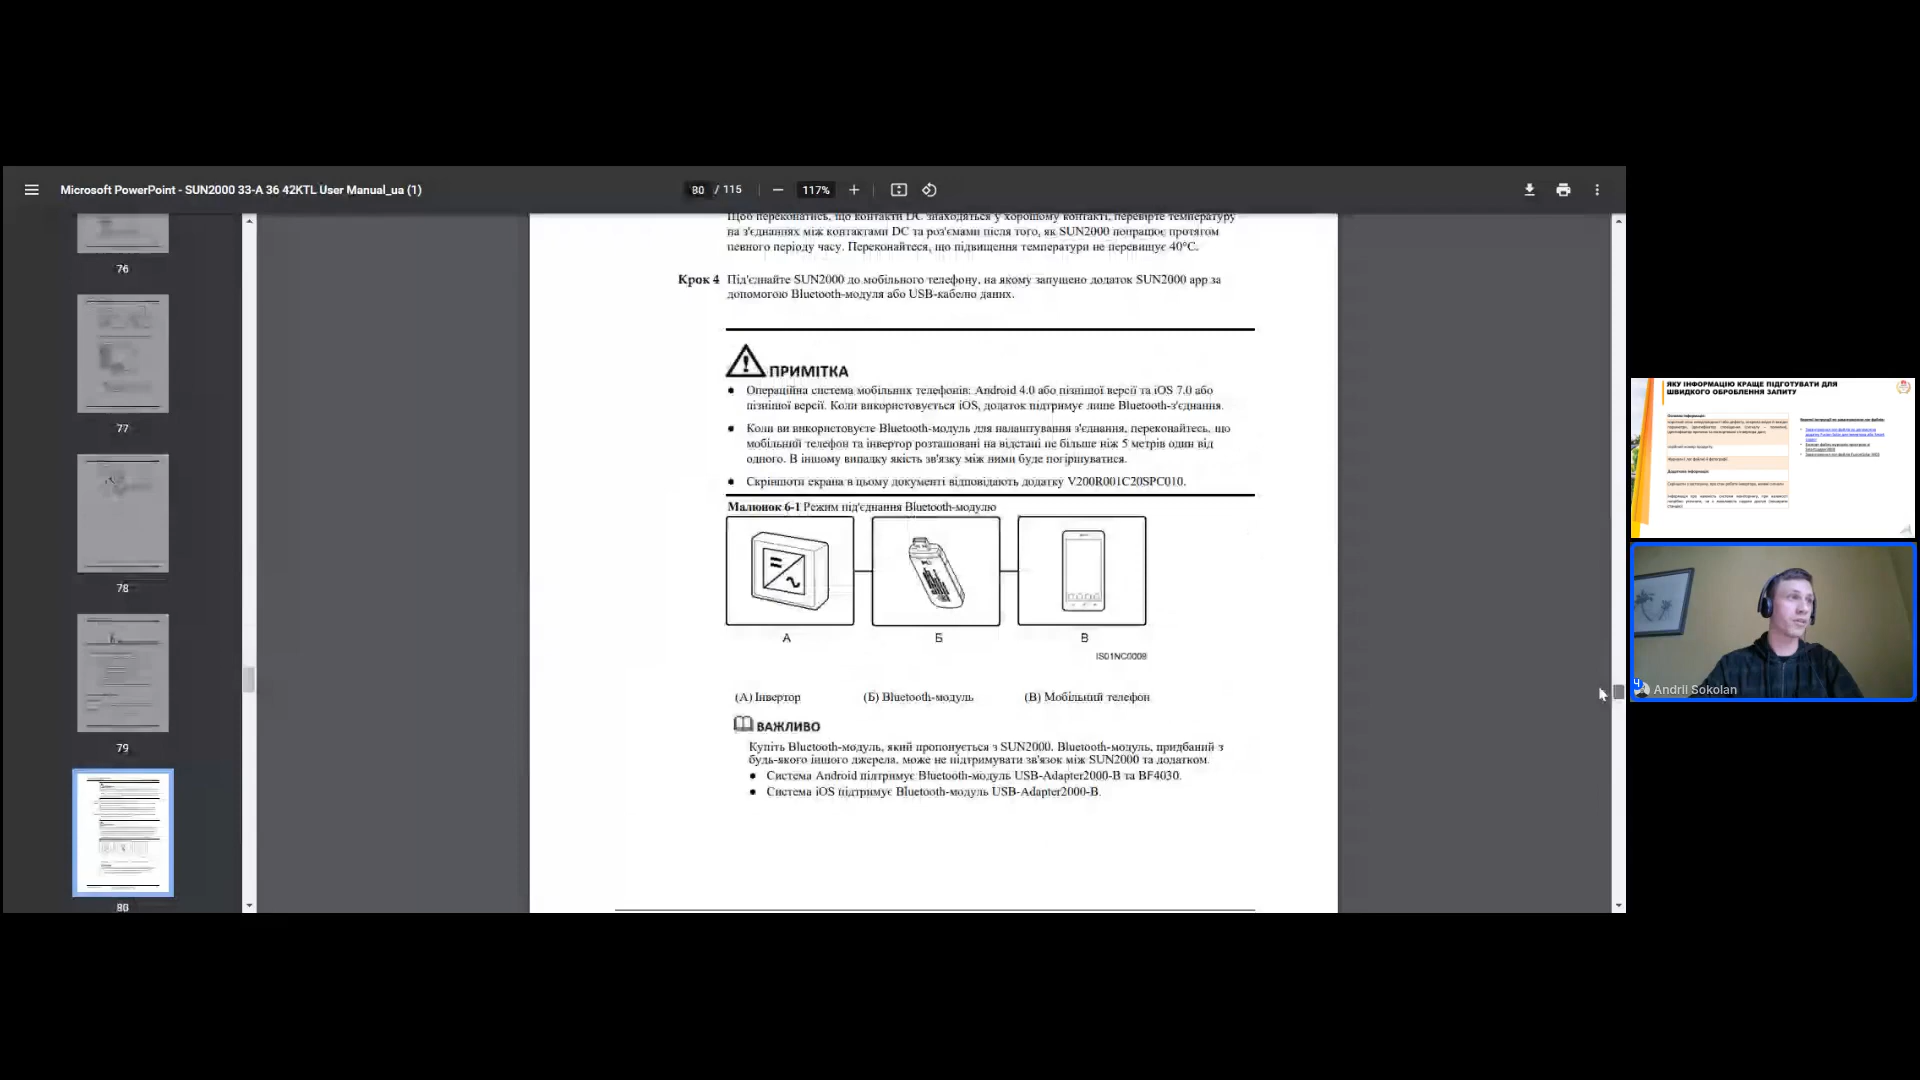 Microsoft PowerPoint - SUN2000 33-A 36 42KTL User Manual_ua (1)
80 / 115
117%
76
77
78
79
80
Щоб переконатись, що контакти DC знаходяться у хорошому контакті, перевірте температуру
на з'єднаннях між контактами DC та роз'ємами після того, як SUN2000 попрацює протягом
певного періоду часу. Переконайтеся, що підвищення температури не перевищує 40°C.
Крок 4 Під'єднайте SUN2000 до мобільного телефону, на якому запущено додаток SUN2000 app за
допомогою Bluetooth-модуля або USB-кабелю даних.
ПРИМІТКА
● Операційна система мобільних телефонів: Android 4.0 або пізнішої версії та iOS 7.0 або
пізнішої версії. Коли використовується iOS, додаток підтримує лише Bluetooth-з'єднання.
● Коли ви використовуєте Bluetooth-модуль для налаштування з'єднання, переконайтесь, що
мобільний телефон та інвертор розташовані на відстані не більше ніж 5 метрів один від
одного. В іншому випадку якість зв'язку між ними буде погіршуватися.
● Скріншоти екрана в цьому документі відповідають додатку V200R001C20SPC010.
Малюнок 6-1 Режим під'єднання Bluetooth-модулю
А Б В
IS01NC0008
(А) Інвертор (Б) Bluetooth-модуль (В) Мобільний телефон
ВАЖЛИВО
Купіть Bluetooth-модуль, який пропонується з SUN2000. Bluetooth-модуль, придбаний з
будь-якого іншого джерела, може не підтримувати зв'язок між SUN2000 та додатком.
● Система Android підтримує Bluetooth-модуль USB-Adapter2000-B та BF4030.
● Система iOS підтримує Bluetooth-модуль USB-Adapter2000-B.
ЯКУ ІНФОРМАЦІЮ КРАЩЕ ПІДГОТУВАТИ ДЛЯ
ШВИДКОГО ОБРОБЛЕННЯ ЗАПИТУ
Andrii Sokolan